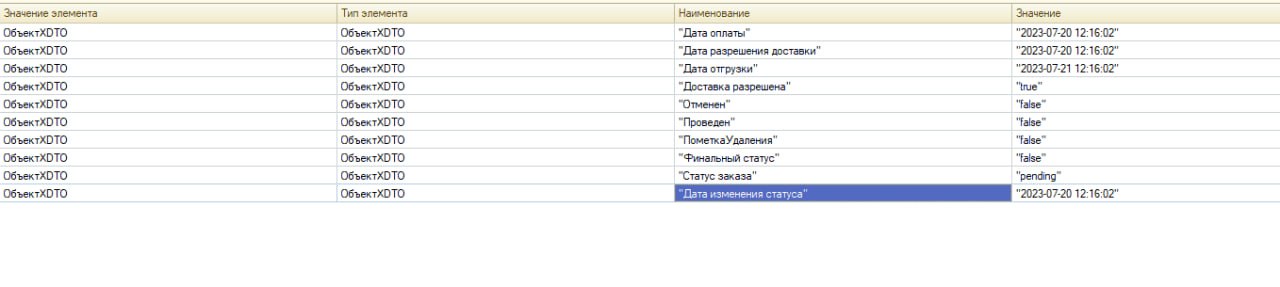 Значение элемента Тип элемента Наименование Значение
ОбъектXDTO ОбъектXDTO "Дата оплаты" "2023-07-20 12:16:02"
ОбъектXDTO ОбъектXDTO "Дата разрешения доставки" "2023-07-20 12:16:02"
ОбъектXDTO ОбъектXDTO "Дата отгрузки" "2023-07-21 12:16:02"
ОбъектXDTO ОбъектXDTO "Доставка разрешена" "true"
ОбъектXDTO ОбъектXDTO "Отменен" "false"
ОбъектXDTO ОбъектXDTO "Проведен" "false"
ОбъектXDTO ОбъектXDTO "ПометкаУдаления" "false"
ОбъектXDTO ОбъектXDTO "Финальный статус" "false"
ОбъектXDTO ОбъектXDTO "Статус заказа" "pending"
ОбъектXDTO ОбъектXDTO "Дата изменения статуса" "2023-07-20 12:16:02"